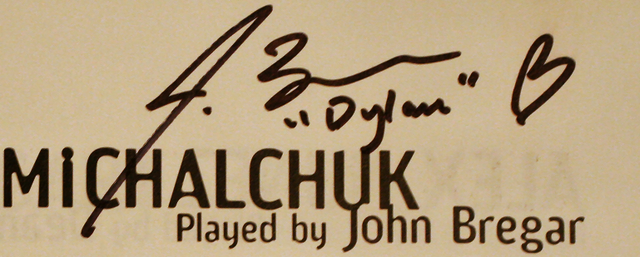 J. B
"Dylan"
MiCHALCHUK
Played by John Bregar